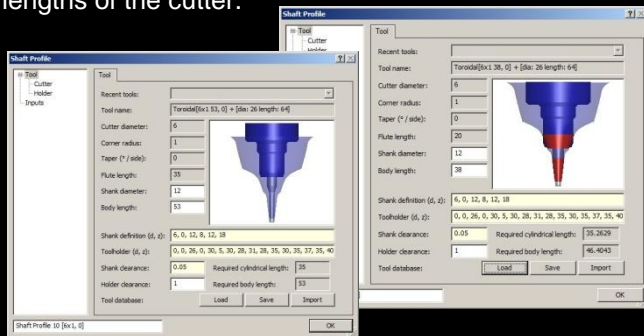 lengths of the cutter.
Shaft Profile
Tool
Cutter
Holder
Inputs
Tool
Recent tools:
Tool name: Toroidal[6x1 53, 0] + [dia: 26 length: 64]
Cutter diameter: 6
Corner radius: 1
Taper (° / side): 0
Flute length: 35
Shank diameter: 12
Body length: 53
Shank definition (d, z): 6, 0, 12, 8, 12, 18
Toolholder (d, z): 0, 0, 26, 0, 30, 5, 30, 28, 31, 28, 35, 30, 35, 37, 35, 40
Shank clearance: 0.05 Required cylindrical length: 35
Holder clearance: 1 Required body length: 53
Tool database: Load Save Import
Shaft Profile 10 [6x1, 0] OK
Shaft Profile
Tool
Cutter
Holder
Tool
Recent tools:
Tool name: Toroidal[6x1 38, 0] + [dia: 26 length: 64]
Cutter diameter: 6
Corner radius: 1
Taper (° / side): 0
Flute length: 20
Shank diameter: 12
Body length: 38
Shank definition (d, z): 6, 0, 12, 8, 12, 18
Toolholder (d, z): 0, 0, 26, 0, 30, 5, 30, 28, 31, 28, 35, 30, 35, 37, 35, 40
Shank clearance: 0.05 Required cylindrical length: 35.2629
Holder clearance: 1 Required body length: 46.4043
Tool database: Load Save Import
OK